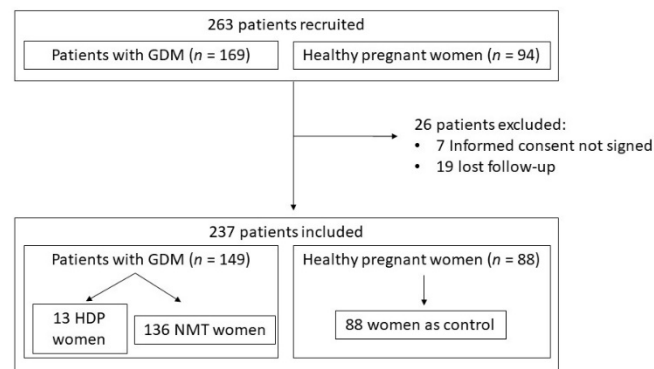 263 patients recruited
Patients with GDM (n = 169)
Healthy pregnant women (n = 94)
26 patients excluded:
• 7 Informed consent not signed
• 19 lost follow-up
237 patients included
Patients with GDM (n = 149)
Healthy pregnant women (n = 88)
13 HDP
women
136 NMT women
88 women as control